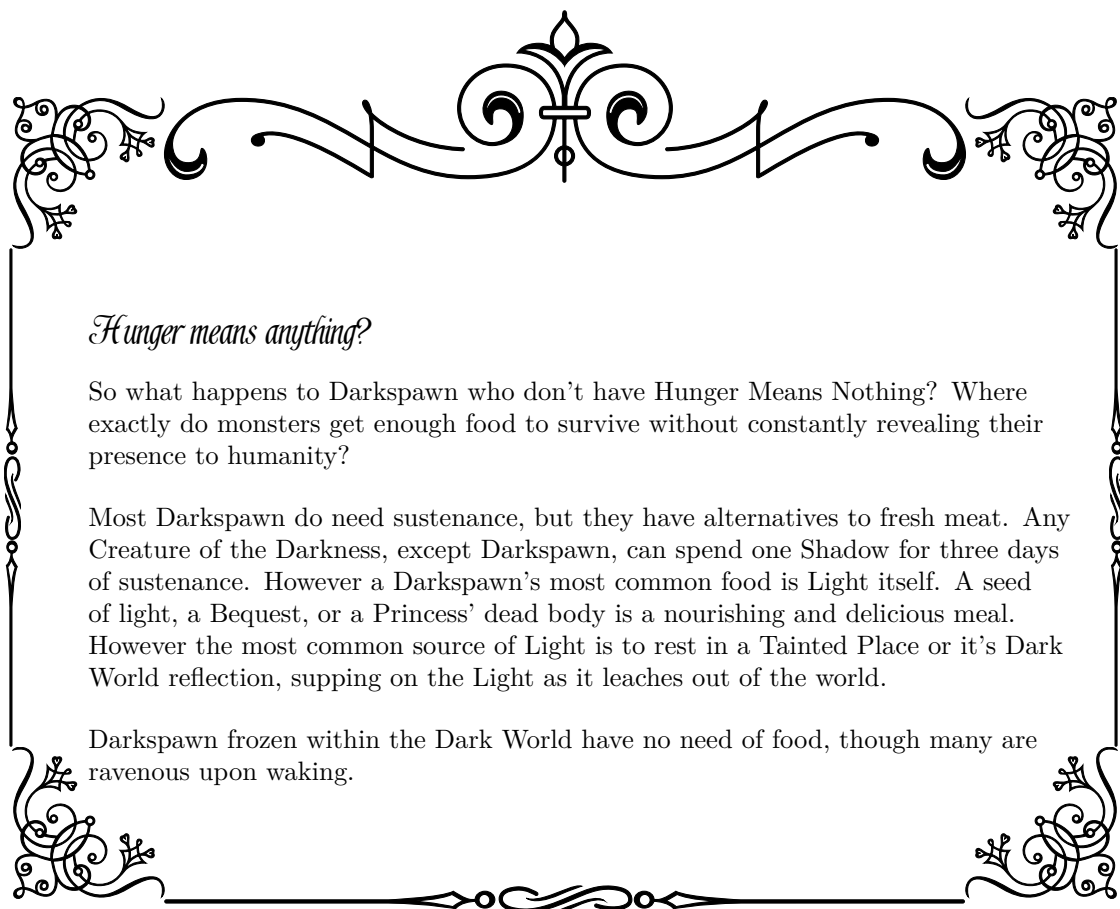 Hunger means anything?
So what happens to Darkspawn who don't have Hunger Means Nothing? Where
exactly do monsters get enough food to survive without constantly revealing their
presence to humanity?
Most Darkspawn do need sustenance, but they have alternatives to fresh meat. Any
Creature of the Darkness, except Darkspawn, can spend one Shadow for three days
of sustenance. However a Darkspawn's most common food is Light itself. A seed
of light, a Bequest, or a Princess' dead body is a nourishing and delicious meal.
However the most common source of Light is to rest in a Tainted Place or it's Dark
World reflection, supping on the Light as it leaches out of the world.
Darkspawn frozen within the Dark World have no need of food, though many are
ravenous upon waking.